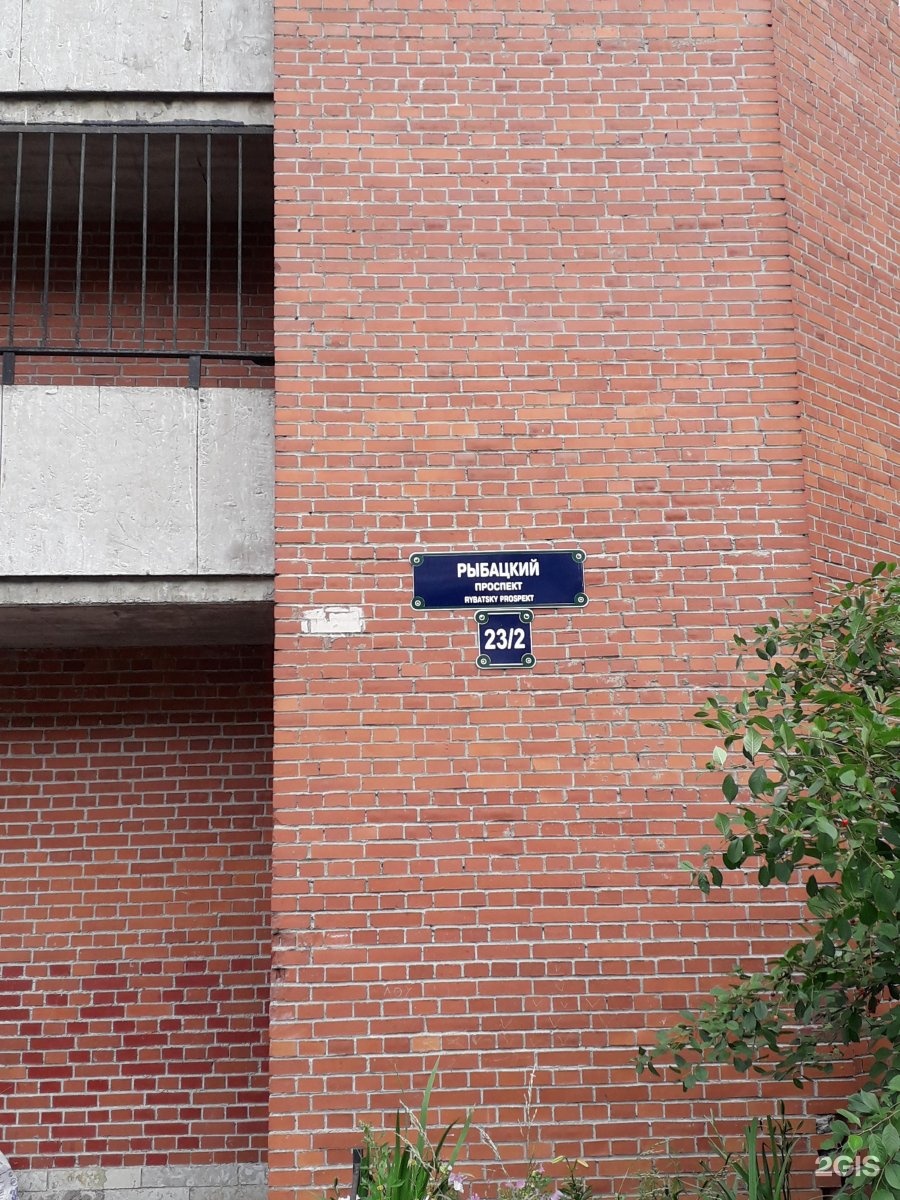 РЫБАЦКИЙ
ПРОСПЕКТ
RYBATSKY PROSPEKT
23/2
2GIS